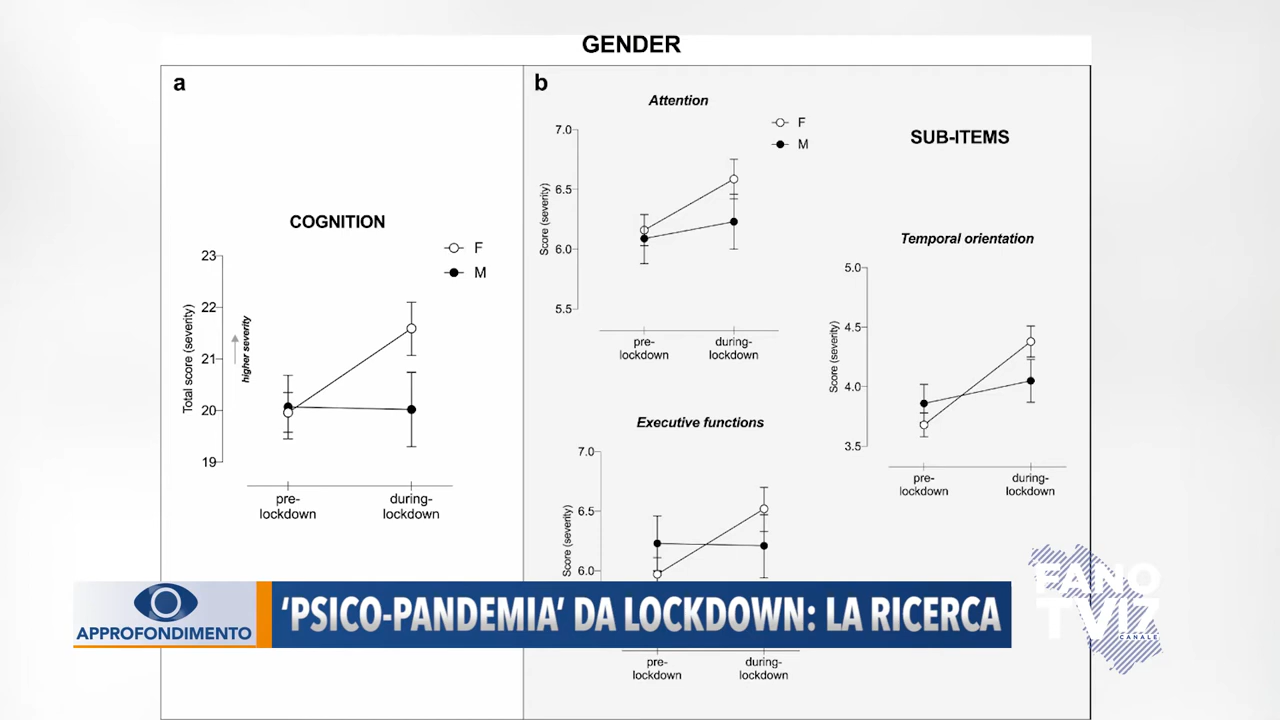 GENDER
a
COGNITION
F
M
23
22
21
20
19
Total score (severity)
higher severity
pre-
lockdown
during-
lockdown
b
Attention
F
M
7.0
6.5
6.0
5.5
Score (severity)
pre-
lockdown
during-
lockdown
SUB-ITEMS
Temporal orientation
5.0
4.5
4.0
3.5
Score (severity)
pre-
lockdown
during-
lockdown
Executive functions
7.0
6.5
6.0
Score (severity)
pre-
lockdown
during-
lockdown
APPROFONDIMENTO
‘PSICO-PANDEMIA’ DA LOCKDOWN: LA RICERCA
FANO
TV
17
CANALE